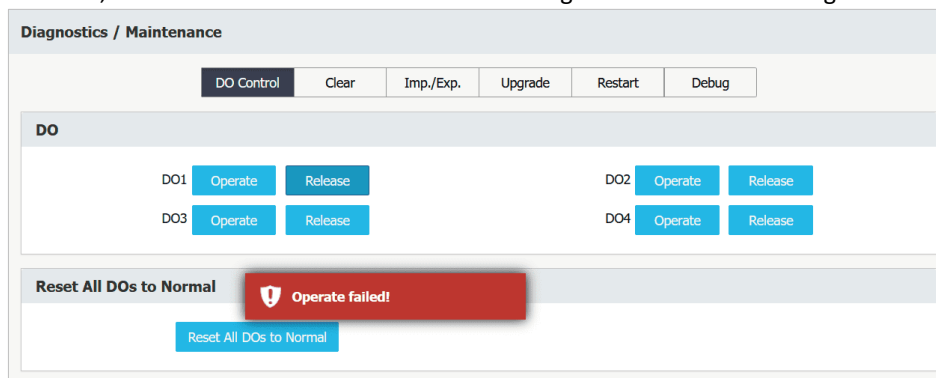 Diagnostics / Maintenance
DO Control Clear Imp./Exp. Upgrade Restart Debug
DO
DO1 Operate Release DO2 Operate Release
DO3 Operate Release DO4 Operate Release
Reset All DOs to Normal
Operate failed!
Reset All DOs to Normal